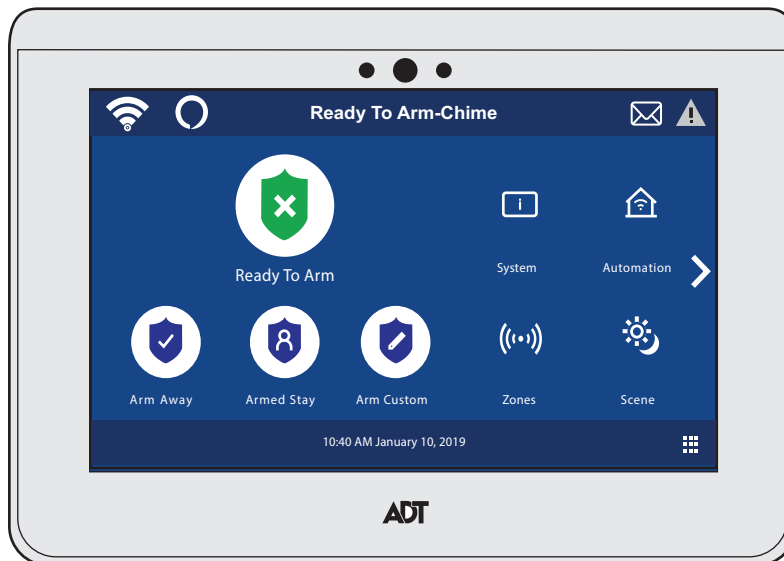 Ready To Arm-Chime
Ready To Arm
System
Automation
Arm Away
Armed Stay
Arm Custom
Zones
Scene
10:40 AM January 10, 2019
ADT